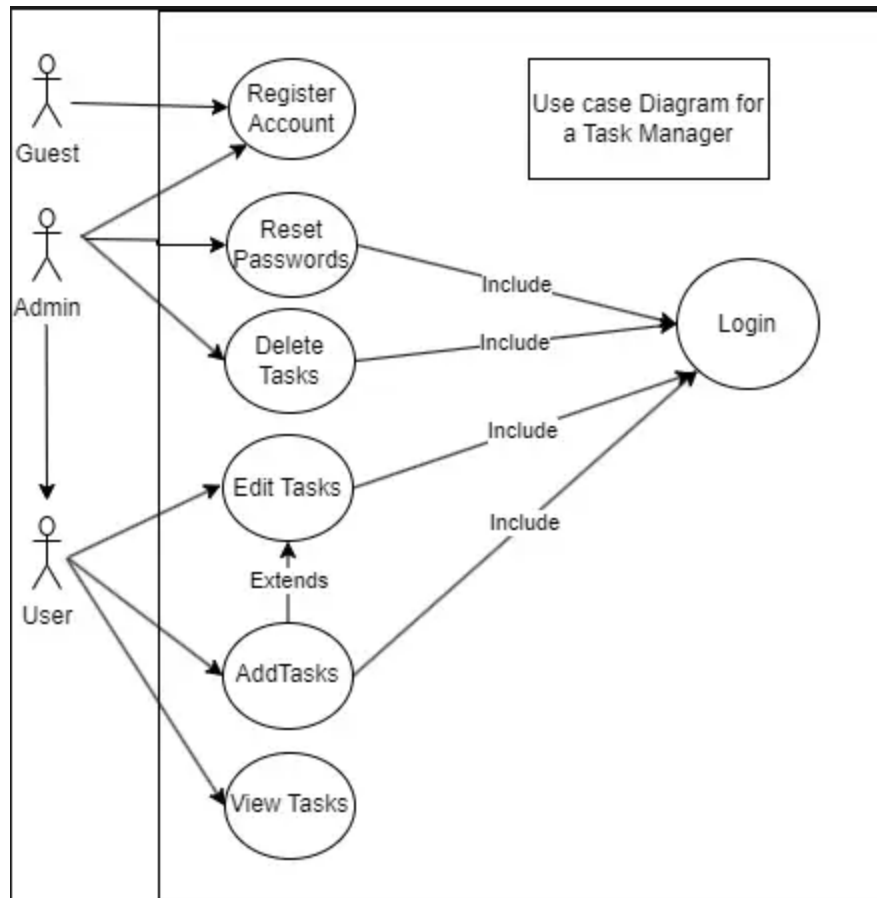 Register
Account
Use case Diagram for
a Task Manager
Guest
Reset
Passwords
Include
Admin
Login
Delete
Tasks
Include
Include
Edit Tasks
Include
Extends
User
AddTasks
View Tasks